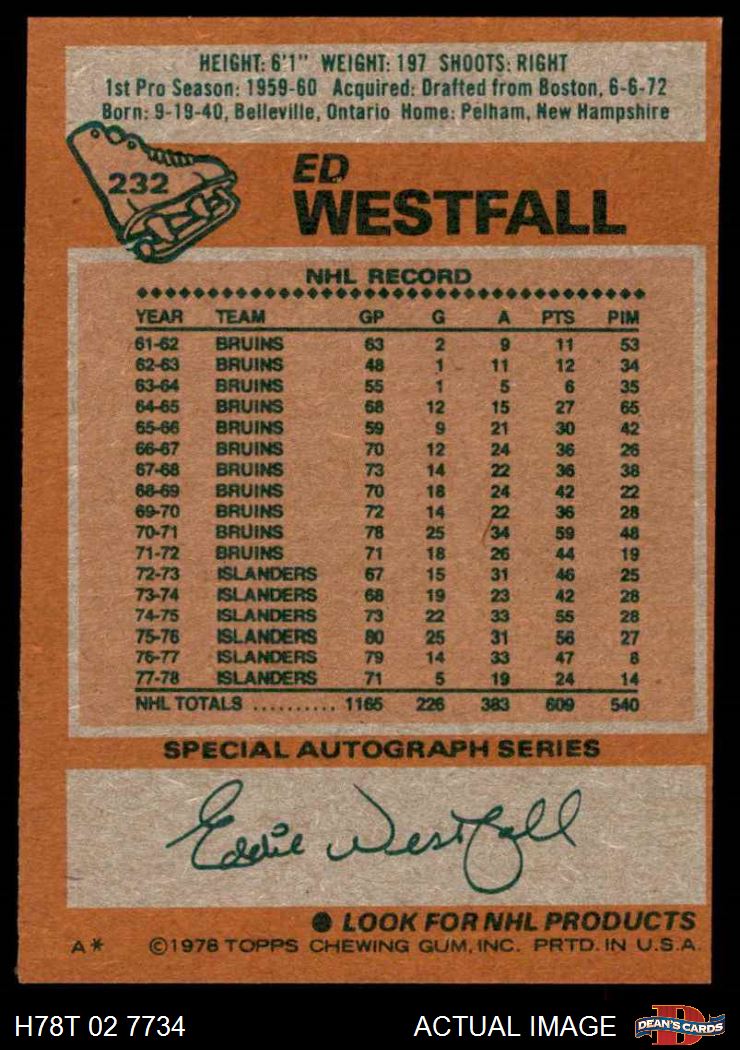 HEIGHT: 6'1" WEIGHT: 197 SHOOTS: RIGHT
1st Pro Season: 1959-60 Acquired: Drafted from Boston, 6-6-72
Born: 9-19-40, Belleville, Ontario Home: Pelham, New Hampshire
232
ED
WESTFALL
NHL RECORD
YEAR TEAM GP G A PTS PIM
61-62 BRUINS 63 2 9 11 53
62-63 BRUINS 48 1 11 12 34
63-64 BRUINS 55 1 5 6 35
64-65 BRUINS 68 12 15 27 65
65-66 BRUINS 59 9 21 30 42
66-67 BRUINS 70 12 24 36 26
67-68 BRUINS 73 14 22 36 38
68-69 BRUINS 70 18 24 42 22
69-70 BRUINS 72 14 22 36 28
70-71 BRUINS 78 25 34 59 48
71-72 BRUINS 71 18 26 44 19
72-73 ISLANDERS 67 15 31 46 25
73-74 ISLANDERS 68 19 23 42 28
74-75 ISLANDERS 73 22 33 55 28
75-76 ISLANDERS 80 25 31 56 27
76-77 ISLANDERS 79 14 33 47 8
77-78 ISLANDERS 71 5 19 24 14
NHL TOTALS .......... 1165 226 383 609 540
SPECIAL AUTOGRAPH SERIES
Eddie Westfall
● LOOK FOR NHL PRODUCTS
A* ©1978 TOPPS CHEWING GUM, INC. PRTD. IN U.S.A.
H78T 02 7734 ACTUAL IMAGE DEAN'S CARDS